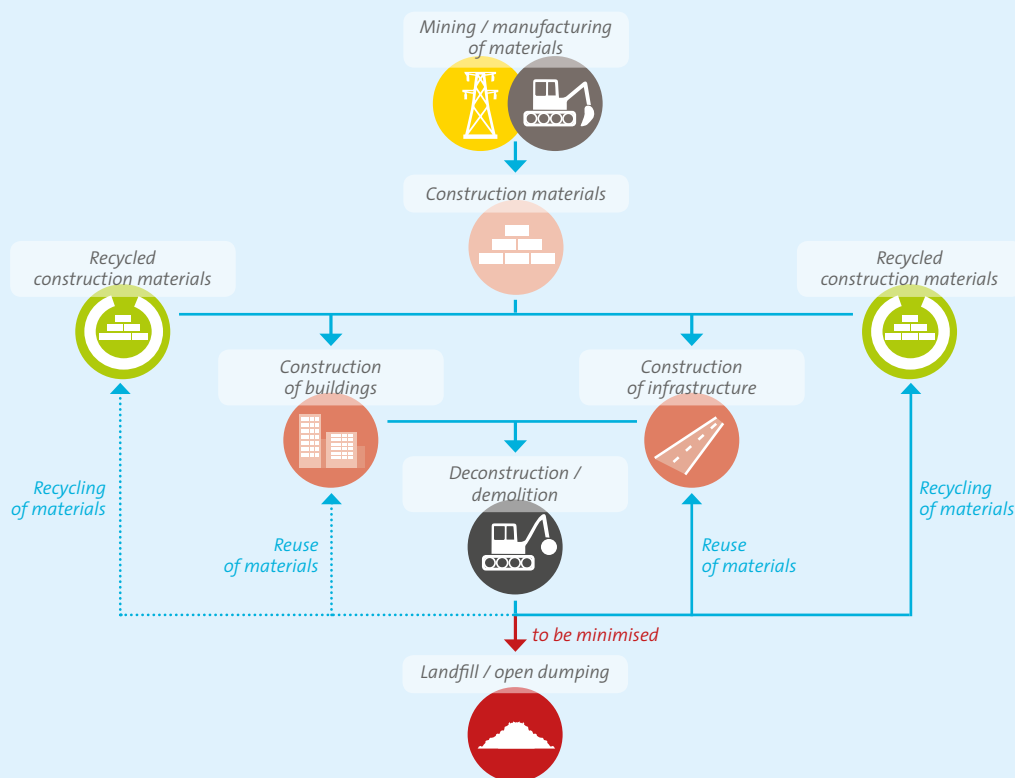 Mining / manufacturing
of materials
Construction materials
Recycled
construction materials
Recycled
construction materials
Construction
of buildings
Construction
of infrastructure
Deconstruction /
demolition
Recycling
of materials
Reuse
of materials
Reuse
of materials
Recycling
of materials
to be minimised
Landfill / open dumping